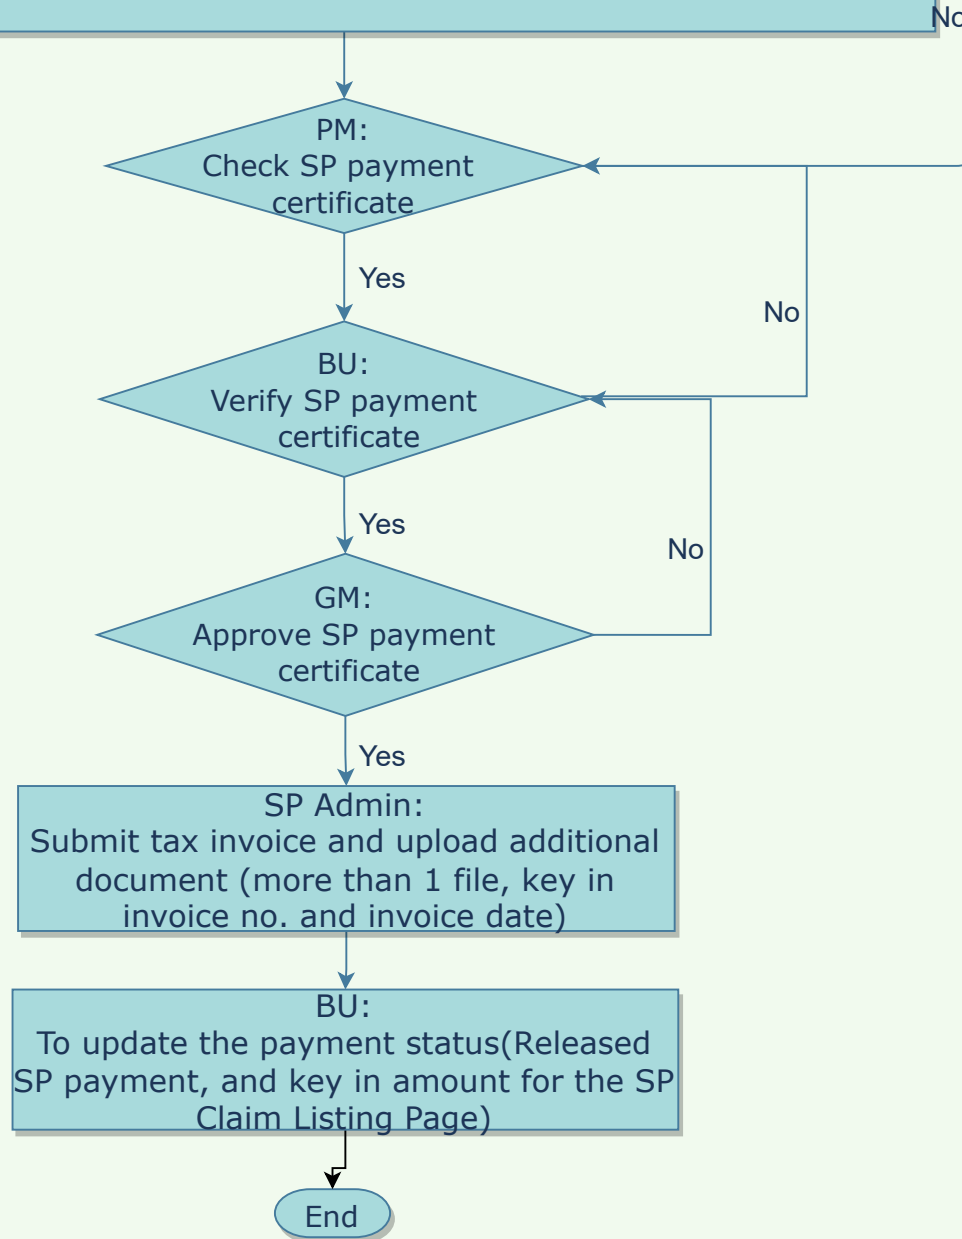 No
PM:
Check SP payment
certificate
Yes
No
BU:
Verify SP payment
certificate
Yes
No
GM:
Approve SP payment
certificate
Yes
SP Admin:
Submit tax invoice and upload additional
document (more than 1 file, key in
invoice no. and invoice date)
BU:
To update the payment status(Released
SP payment, and key in amount for the SP
Claim Listing Page)
End